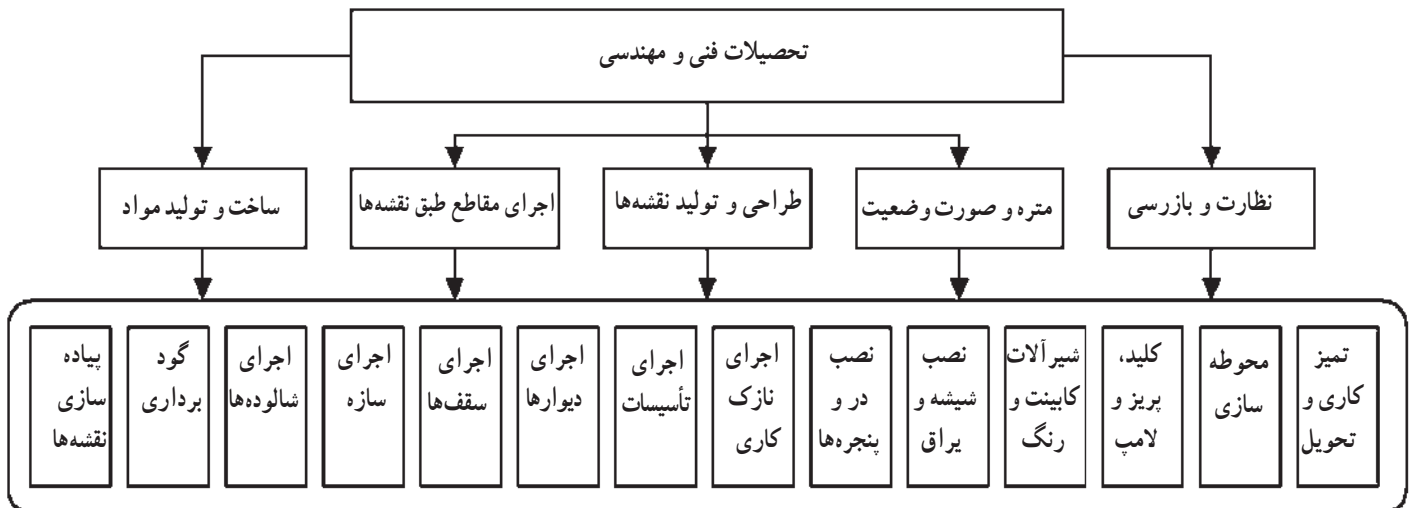 تحصیلات فنی و مهندسی
نظارت و بازرسی
متره و صورت وضعیت
طراحی و تولید نقشه‌ها
اجرای مقاطع طبق نقشه‌ها
ساخت و تولید مواد
تمیز
کاری و
تحویل
محوطه
سازی
کلید،
پریز و
لامپ
شیرآلات
کابینت و
رنگ
نصب
شیشه و
یراق
نصب
در و
پنجره‌ها
اجرای
نازک
کاری
اجرای
تأسیسات
اجرای
دیوارها
اجرای
سقف‌ها
اجرای
سازه
اجرای
شالوده‌ها
گود
برداری
پیاده
سازی
نقشه‌ها